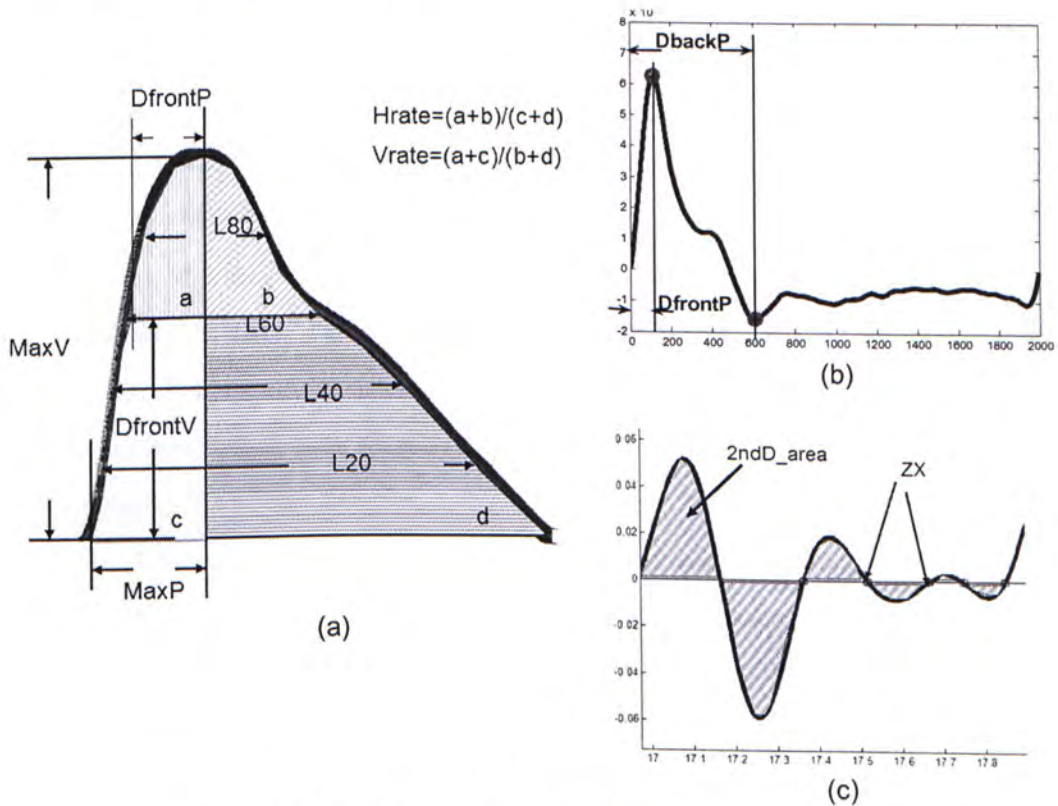 DfrontP
Hrate=(a+b)/(c+d)
Vrate=(a+c)/(b+d)
L80
a
b
L60
MaxV
L40
DfrontV
L20
c
d
MaxP
(a)
x 10
8
DbackP
7
6
5
4
3
2
1
0
-1
DfrontP
-2
0
200
400
600
800
1000
1200
1400
1600
1800
2000
(b)
0.06
2ndD_area
ZX
0.04
0.02
0
-0.02
-0.04
-0.06
17
17.1
17.2
17.3
17.4
17.5
17.6
17.7
17.8
(c)